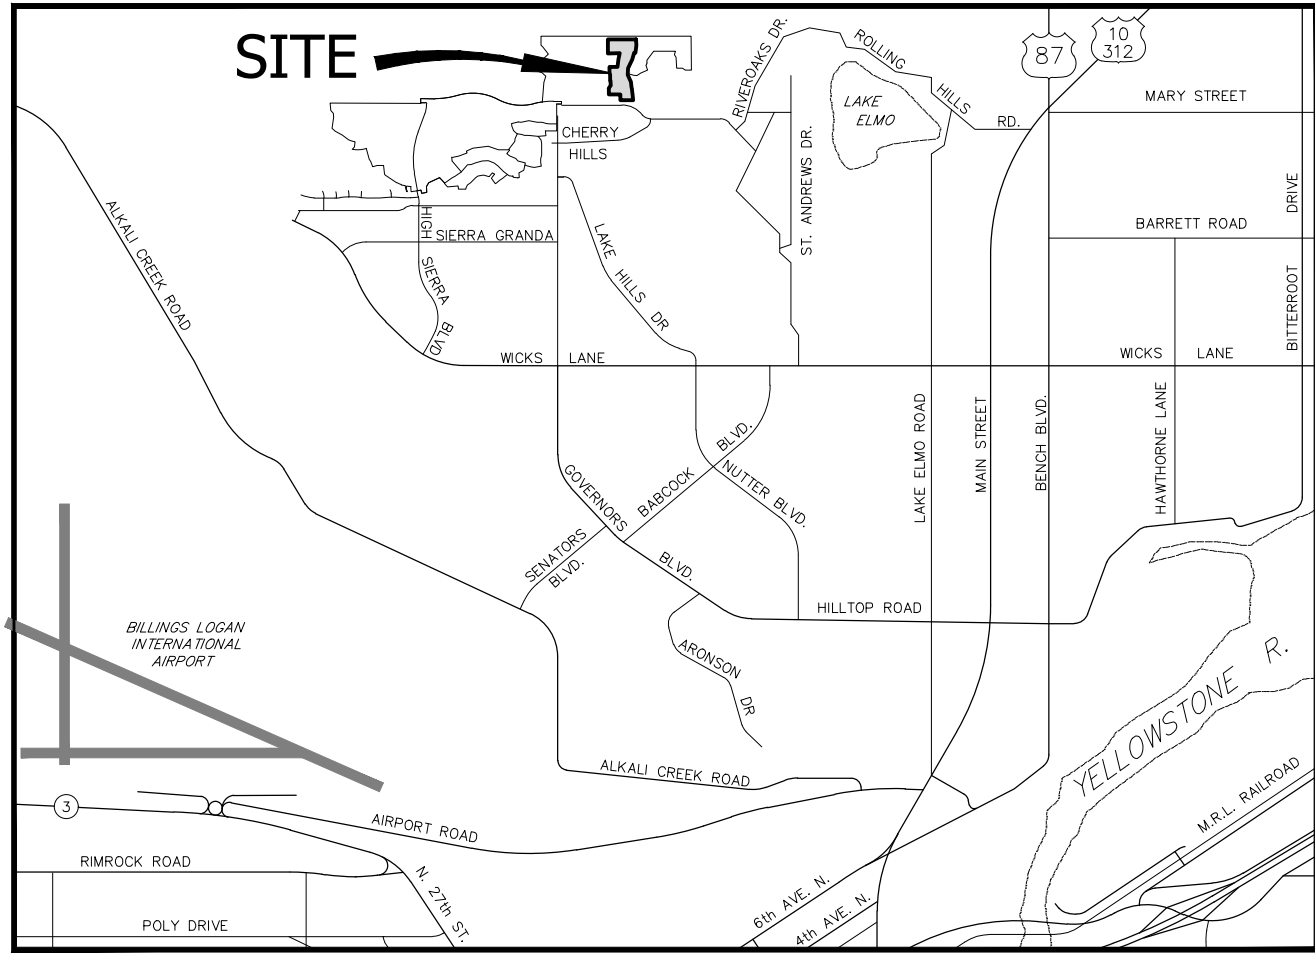 SITE
87
10
312
RIVEROAKS DR.
ROLLING
HILLS
RD.
LAKE
ELMO
MARY STREET
CHERRY
HILLS
ST. ANDREWS DR.
DRIVE
BITTERROOT
ALKALI CREEK ROAD
HIGH
SIERRA
BLVD
SIERRA GRANDA
LAKE
HILLS
DR
BARRETT ROAD
WICKS LANE
WICKS LANE
GOVERNORS
BLVD.
BABCOCK
BLVD.
NUTTER BLVD.
LAKE ELMO ROAD
MAIN STREET
BENCH BLVD.
HAWTHORNE LANE
SENATORS
BLVD.
HILLTOP ROAD
BILLINGS LOGAN
INTERNATIONAL
AIRPORT
ARONSON
DR
YELLOWSTONE R.
ALKALI CREEK ROAD
M.R.L. RAILROAD
3
AIRPORT ROAD
RIMROCK ROAD
N. 27th ST.
6th AVE. N.
4th AVE. N.
POLY DRIVE